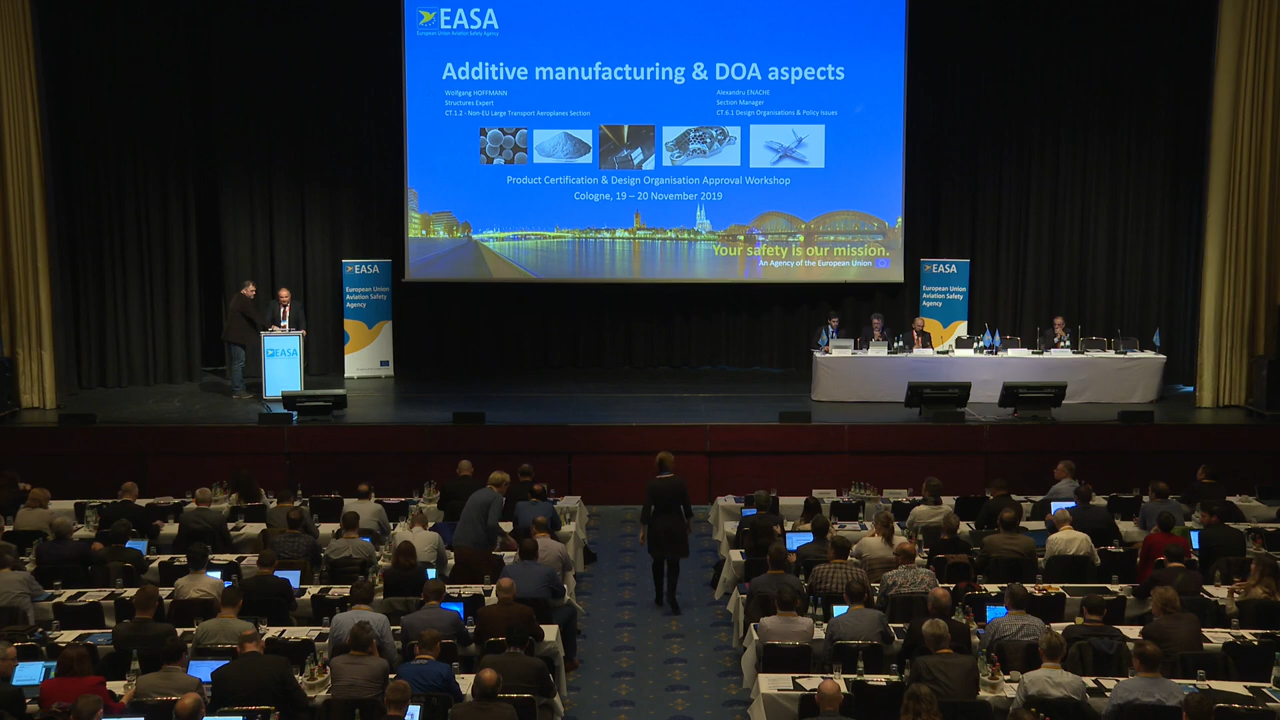 EASA
European Union Aviation Safety Agency
Additive manufacturing & DOA aspects
Wolfgang HOFFMANN
Structures Expert
CT.1.2 - Non-EU Large Transport Aeroplanes Section
Alexandru ENACHE
Section Manager
CT.6.1 Design Organisations & Policy Issues
Product Certification & Design Organisation Approval Workshop
Cologne, 19 – 20 November 2019
Your safety is our mission.
An Agency of the European Union
EASA
European Union
Aviation Safety
Agency
EASA
EASA
European Union
Aviation Safety
Agency